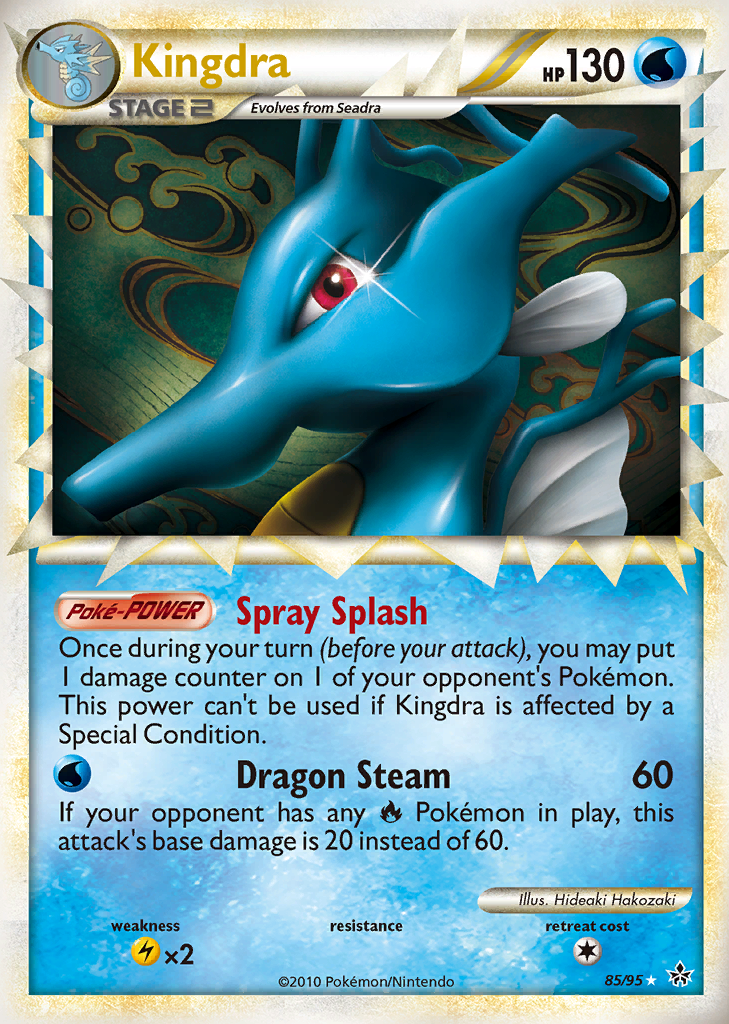 Kingdra
HP 130
STAGE 2
Evolves from Seadra
Poké-POWER Spray Splash
Once during your turn (before your attack), you may put
1 damage counter on 1 of your opponent's Pokémon.
This power can't be used if Kingdra is affected by a
Special Condition.
Dragon Steam 60
If your opponent has any Pokémon in play, this
attack's base damage is 20 instead of 60.
Illus. Hideaki Hakozaki
weakness resistance retreat cost
×2
©2010 Pokémon/Nintendo
85/95